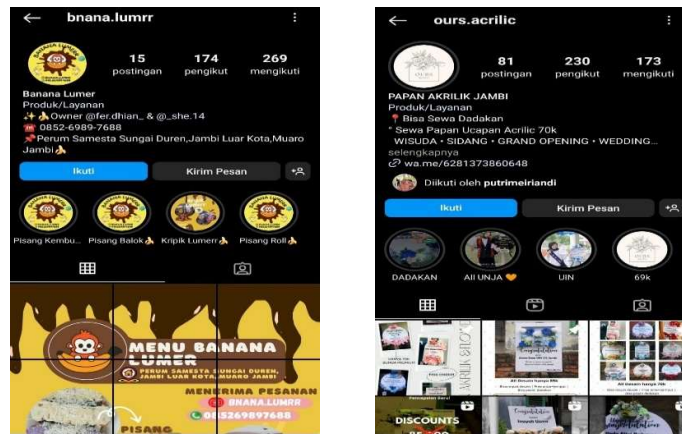 bnana.lumrr
15 174 269
postingan pengikut mengikuti
Banana Lumer
Produk/Layanan
Owner @fer.dhian_ & @_she.14
0852-6989-7688
Perum Samesta Sungai Duren,Jambi Luar Kota,Muaro
Jambi
Ikuti Kirim Pesan
Pisang Kembu... Pisang Balok Kripik Lumerr Pisang Roll
MENU BANANA
LUMER
PERUM SAMESTA SUNGAI DUREN,
JAMBI LUAR KOTA,MUARO JAMBI
MENERIMA PESANAN
BNANA.LUMRR
085269897688
PISANG
ours.acrilic
81 230 173
postingan pengikut mengikuti
PAPAN AKRILIK JAMBI
Produk/Layanan
Bisa Sewa Dadakan
* Sewa Papan Ucapan Acrilic 70k
WISUDA • SIDANG • GRAND OPENING • WEDDING...
selengkapnya
wa.me/6281373860648
Diikuti oleh putrimeiriandi
Ikuti Kirim Pesan
DADAKAN All UNJA 🧡 UIN 69k
DISCOUNTS